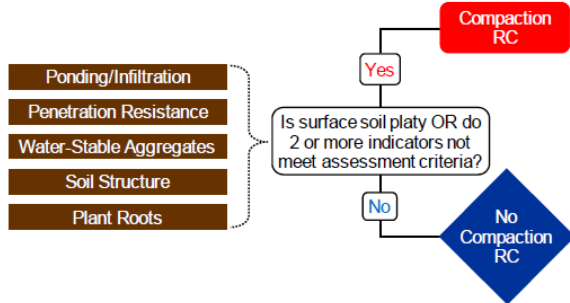 Compaction
RC
Yes
Ponding/Infiltration
Penetration Resistance
Water-Stable Aggregates
Soil Structure
Plant Roots
Is surface soil platy OR do
2 or more indicators not
meet assessment criteria?
No
No
Compaction
RC